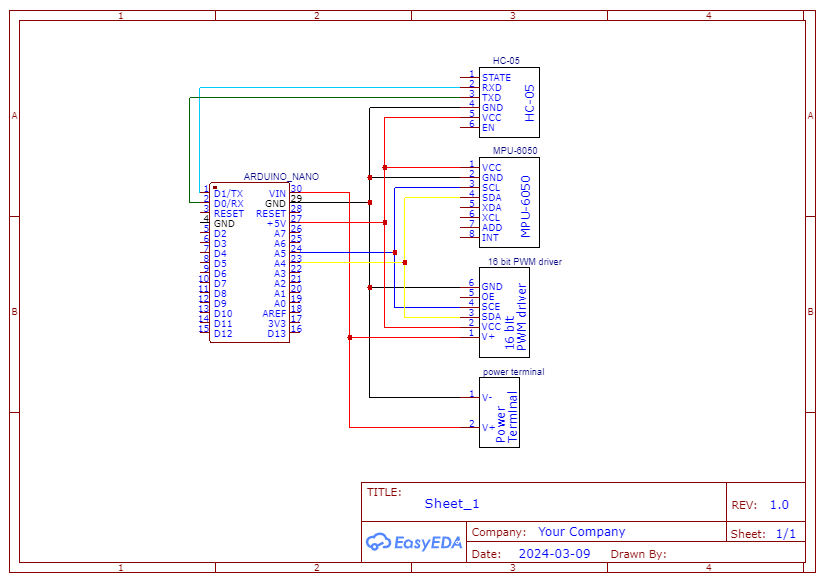 1 2 3 4
A A
B B
HC-05
1 STATE
2 RXD
3 TXD
4 GND
5 VCC
6 EN
HC-05
MPU-6050
1 VCC
2 GND
3 SCL
4 SDA
5 XDA
6 XCL
7 ADD
8 INT
MPU-6050
ARDUINO_NANO
1 D1/TX VIN 30
2 D0/RX GND 29
3 RESET RESET 28
4 GND +5V 27
5 D2 A7 26
6 D3 A6 25
7 D4 A5 24
8 D5 A4 23
9 D6 A3 22
10 D7 A2 21
11 D8 A1 20
12 D9 A0 19
13 D10 AREF 18
14 D11 3V3 17
15 D12 D13 16
16 bit PWM driver
6 GND
5 OE
4 SCE
3 SDA
2 VCC
1 V+
16 bit
PWM driver
power terminal
1 V-
2 V+
Power
Terminal
TITLE:
Sheet_1
REV: 1.0
EasyEDA
Company: Your Company
Sheet: 1/1
Date: 2024-03-09 Drawn By:
1 2 3 4